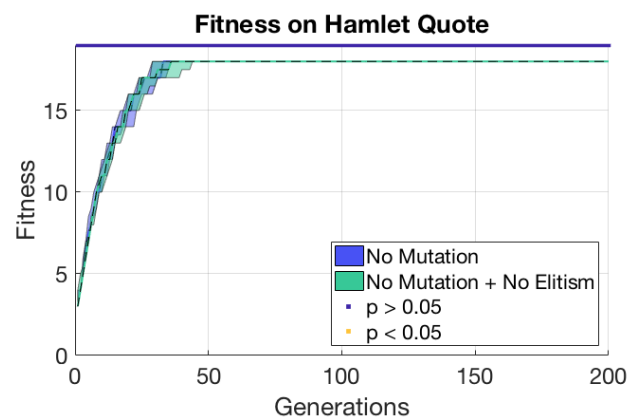 Fitness on Hamlet Quote
Fitness
15
10
5
0
No Mutation
No Mutation + No Elitism
p > 0.05
p < 0.05
0 50 100 150 200
Generations